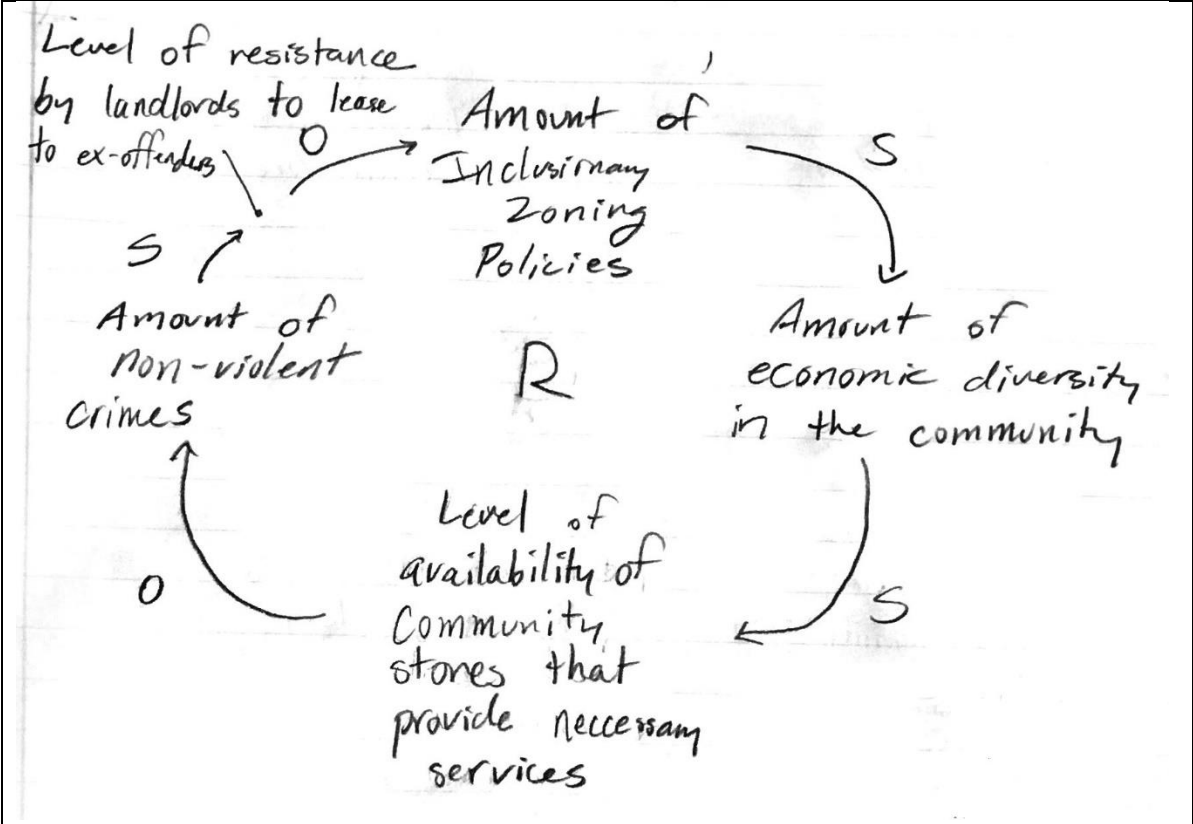 Level of resistance
by landlords to lease
to ex-offenders
O
Amount of
Inclusionary
Zoning
Policies
S
S
Amount of
non-violent
crimes
R
Amount of
economic diversity
in the community
O
Level of
availability of
Community
stores that
provide neccessary
services
S